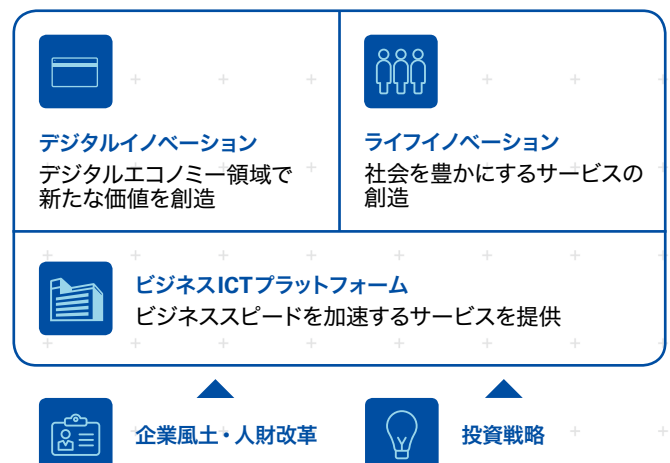 デジタルイノベーション
デジタルエコノミー領域で
新たな価値を創造
ライフイノベーション
社会を豊かにするサービスの
創造
ビジネスICTプラットフォーム
ビジネススピードを加速するサービスを提供
企業風土・人財改革
投資戦略